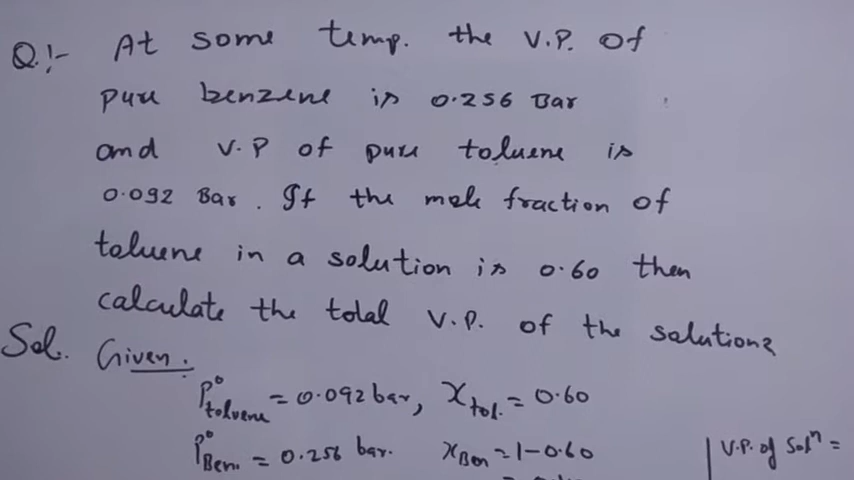 Q.!- At some temp. the V.P. of
pure benzene is 0.256 Bar
and V.P of pure toluene is
0.092 Bar. If the mole fraction of
toluene in a solution is 0.60 then
calculate the total V.P. of the solution?
Sol. Given.
P°toluene = 0.092 bar, xtol. = 0.60
P°Ben. = 0.256 bar. xBen = 1-0.60
V.P. of Solⁿ =